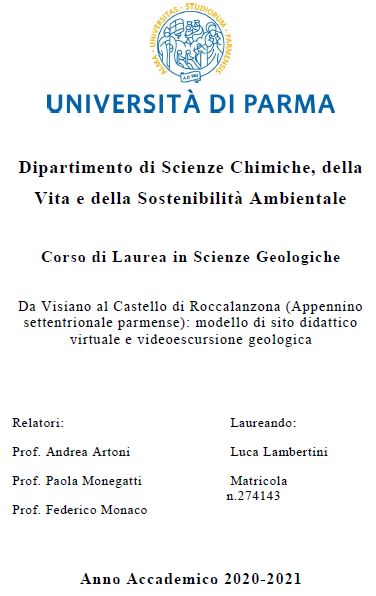 ALMA · UNIVERSITAS · STUDIORUM · PARMENSIS
A.D. 962
UNIVERSITÀ DI PARMA
Dipartimento di Scienze Chimiche, della
Vita e della Sostenibilità Ambientale
Corso di Laurea in Scienze Geologiche
Da Visiano al Castello di Roccalanzona (Appennino
settentrionale parmense): modello di sito didattico
virtuale e videoescursione geologica
Relatori:
Prof. Andrea Artoni
Prof. Paola Monegatti
Prof. Federico Monaco
Laureando:
Luca Lambertini
Matricola
n.274143
Anno Accademico 2020-2021